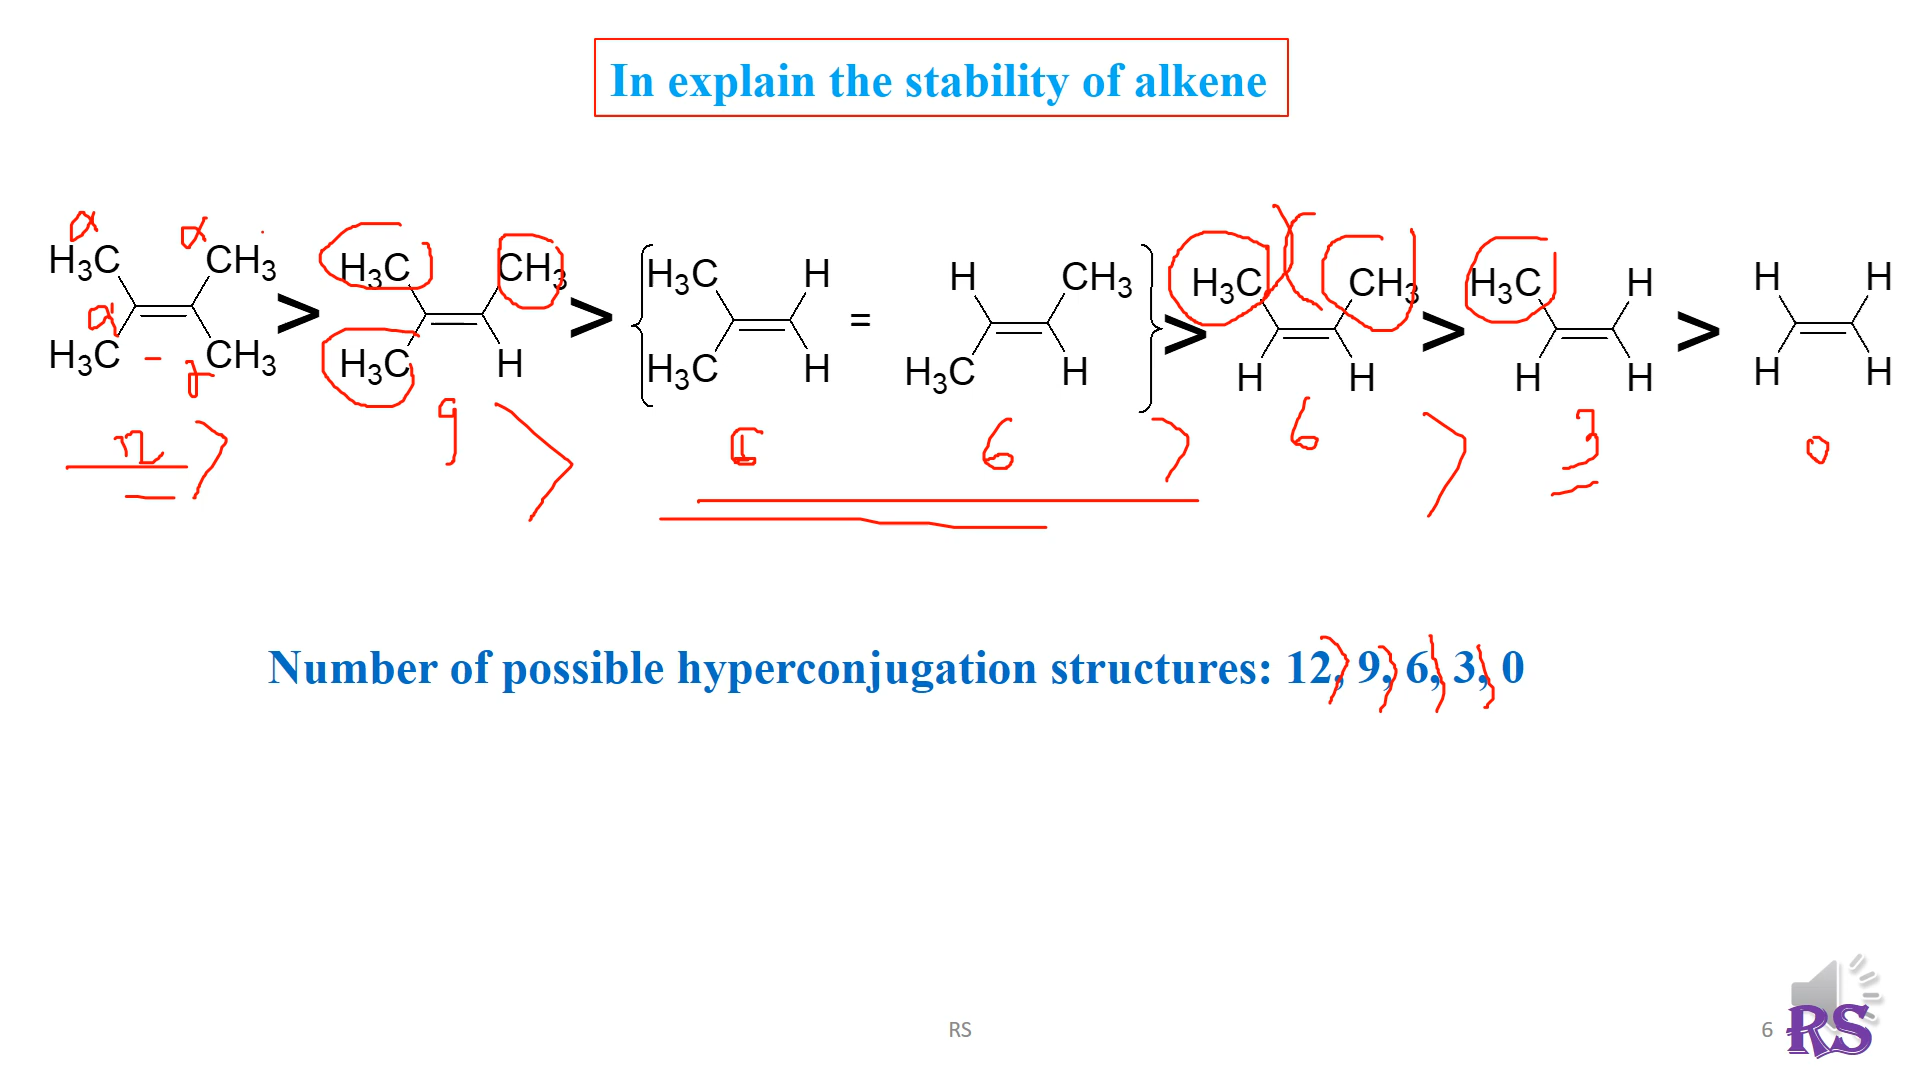 In explain the stability of alkene
α α
H₃C CH₃ > H₃C CH₃ > H₃C H = H CH₃ > H₃C CH₃ > H₃C H > H H
H₃C CH₃ H₃C H H₃C H H₃C H H H H H H H
12 > 9 > 6 6 > 6 > 3 0
Number of possible hyperconjugation structures: 12, 9, 6, 3, 0
RS
6
RS